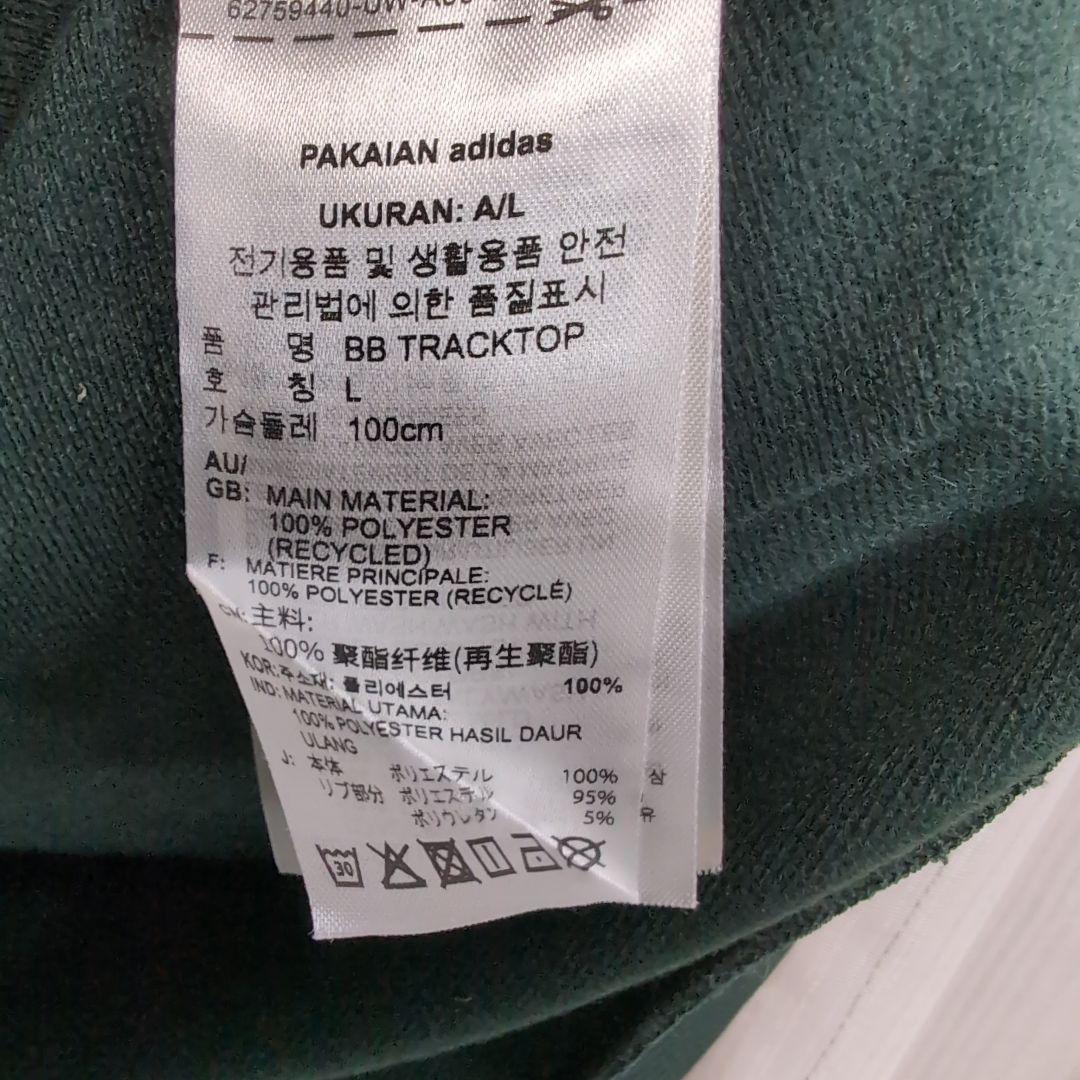 62759440-UW-A
PAKAIAN adidas
UKURAN: A/L
전기용품 및 생활용품 안전
관리법에 의한 품질표시
품 명 BB TRACKTOP
호 칭 L
가슴둘레 100cm
AU/
GB: MAIN MATERIAL:
100% POLYESTER
(RECYCLED)
F: MATIERE PRINCIPALE:
100% POLYESTER (RECYCLÉ)
CN: 主料:
100% 聚酯纤维(再生聚酯)
KOR: 주소재: 폴리에스터 100%
IND: MATERIAL UTAMA:
100% POLYESTER HASIL DAUR
ULANG
J: 本体 ポリエステル 100%
リブ部分 ポリエステル 95%
ポリウレタン 5%
30
삼
유